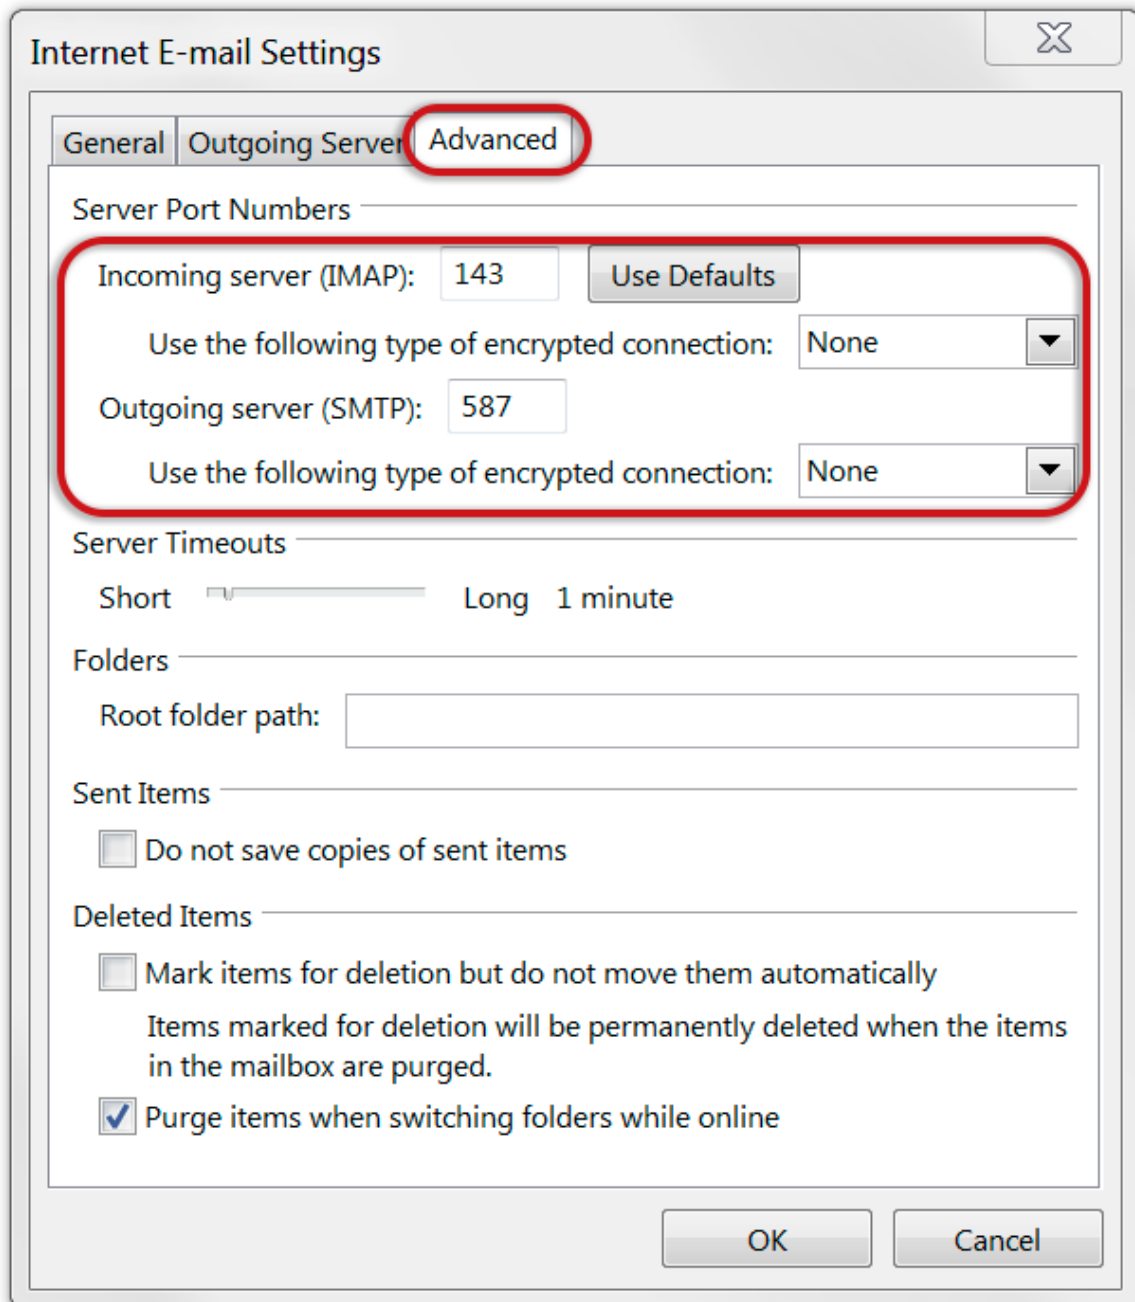 Internet E-mail Settings
General Outgoing Server Advanced
Server Port Numbers
Incoming server (IMAP): 143 Use Defaults
Use the following type of encrypted connection: None
Outgoing server (SMTP): 587
Use the following type of encrypted connection: None
Server Timeouts
Short Long 1 minute
Folders
Root folder path:
Sent Items
Do not save copies of sent items
Deleted Items
Mark items for deletion but do not move them automatically
Items marked for deletion will be permanently deleted when the items
in the mailbox are purged.
Purge items when switching folders while online
OK Cancel